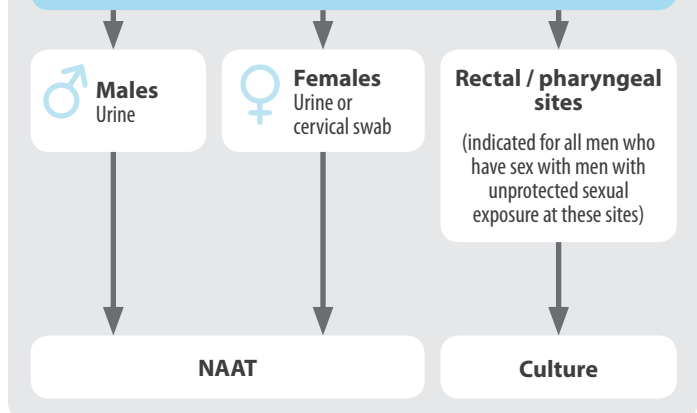 Males
Urine
Females
Urine or
cervical swab
Rectal / pharyngeal
sites
(indicated for all men who
have sex with men with
unprotected sexual
exposure at these sites)
NAAT
Culture